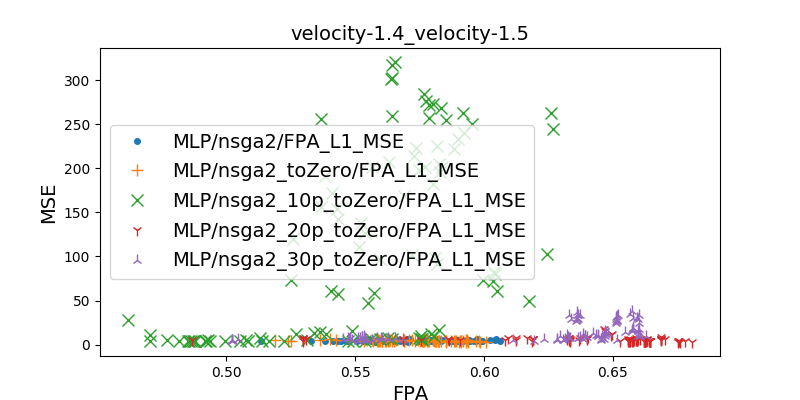 velocity-1.4_velocity-1.5
300
250
200
150
100
50
0
MSE
MLP/nsga2/FPA_L1_MSE
MLP/nsga2_toZero/FPA_L1_MSE
MLP/nsga2_10p_toZero/FPA_L1_MSE
MLP/nsga2_20p_toZero/FPA_L1_MSE
MLP/nsga2_30p_toZero/FPA_L1_MSE
0.50 0.55 0.60 0.65
FPA